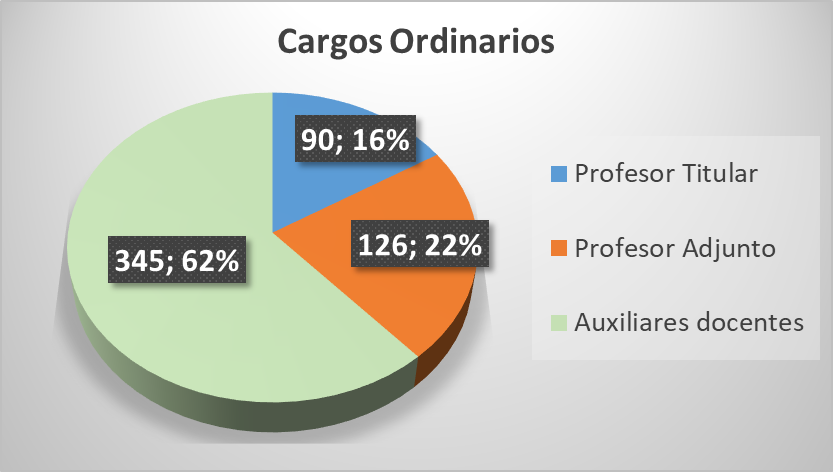 Cargos Ordinarios
90; 16%
126; 22%
345; 62%
Profesor Titular
Profesor Adjunto
Auxiliares docentes